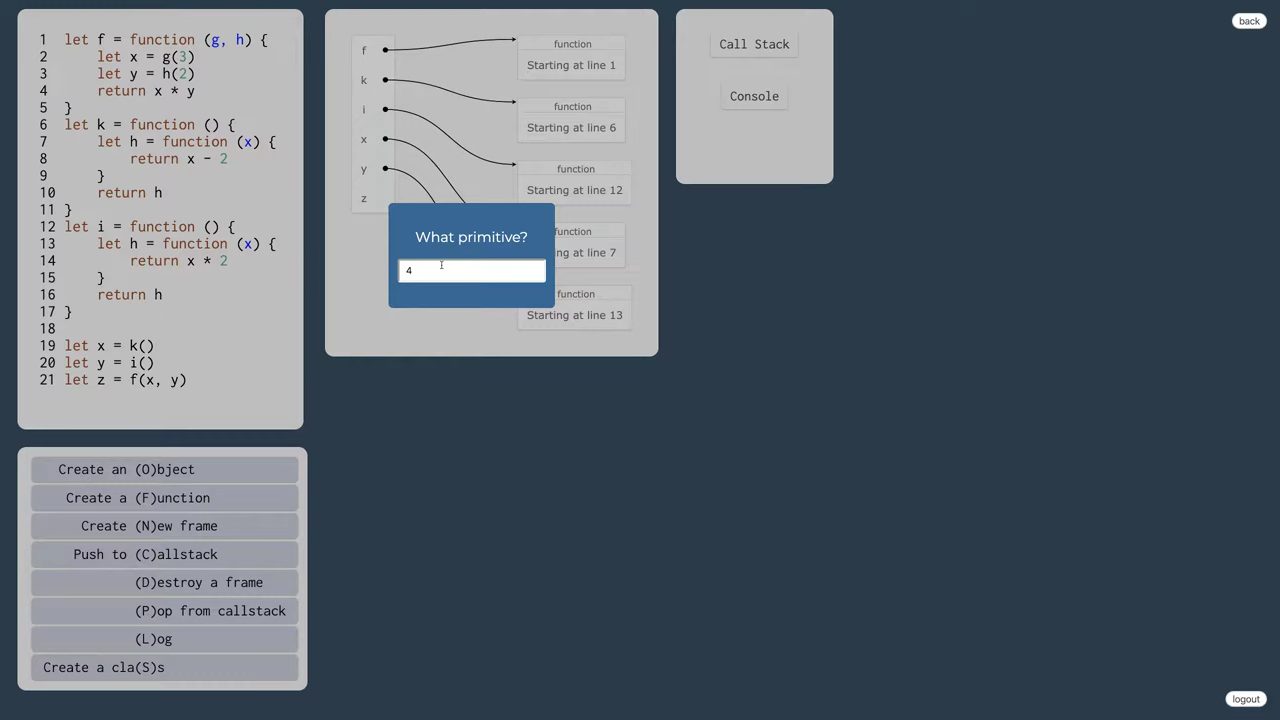 back
1 let f = function (g, h) {
2 let x = g(3)
3 let y = h(2)
4 return x * y
5 }
6 let k = function () {
7 let h = function (x) {
8 return x - 2
9 }
10 return h
11 }
12 let i = function () {
13 let h = function (x) {
14 return x * 2
15 }
16 return h
17 }
18
19 let x = k()
20 let y = i()
21 let z = f(x, y)
f
k
i
x
y
z
function
Starting at line 1
function
Starting at line 6
function
Starting at line 12
function
ng at line 7
function
Starting at line 13
What primitive?
4
Call Stack
Console
Create an (O)bject
Create a (F)unction
Create (N)ew frame
Push to (C)allstack
(D)estroy a frame
(P)op from callstack
(L)og
Create a cla(S)s
logout